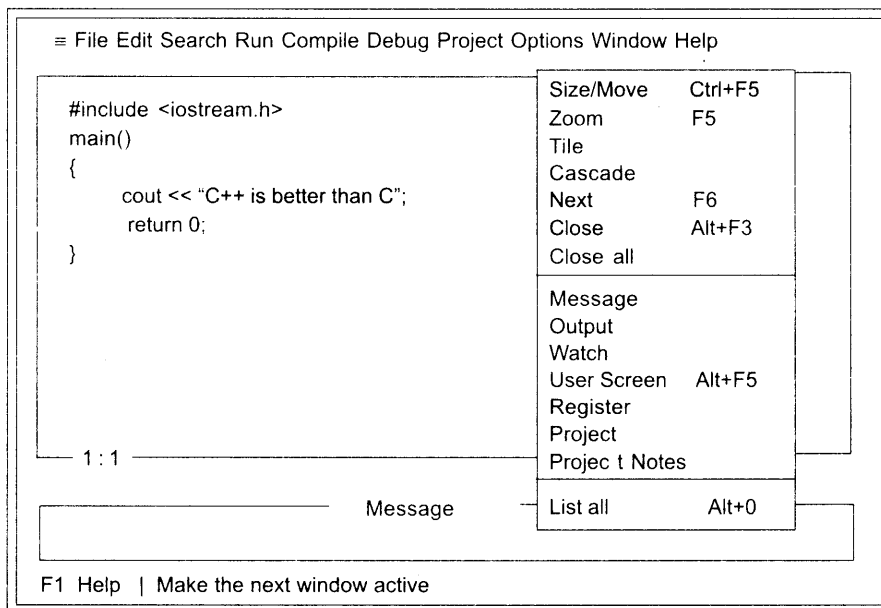 ≡ File Edit Search Run Compile Debug Project Options Window Help
#include <iostream.h>
main()
{
cout << “C++ is better than C”;
return 0;
}
1 : 1
Size/Move Ctrl+F5
Zoom F5
Tile
Cascade
Next F6
Close Alt+F3
Close all
Message
Output
Watch
User Screen Alt+F5
Register
Project
Projec t Notes
List all Alt+0
Message
F1 Help | Make the next window active